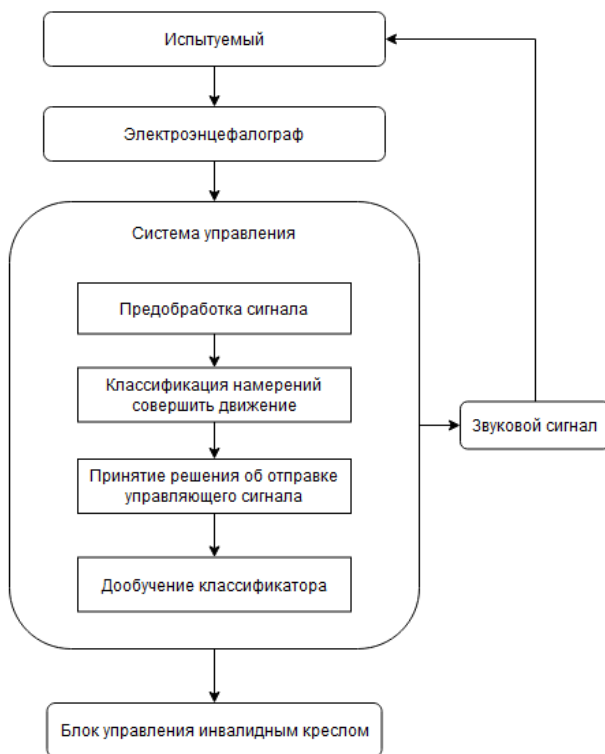 Испытуемый
Электроэнцефалограф
Система управления
Предобработка сигнала
Классификация намерений
совершить движение
Звуковой сигнал
Принятие решения об отправке
управляющего сигнала
Дообучение классификатора
Блок управления инвалидным креслом